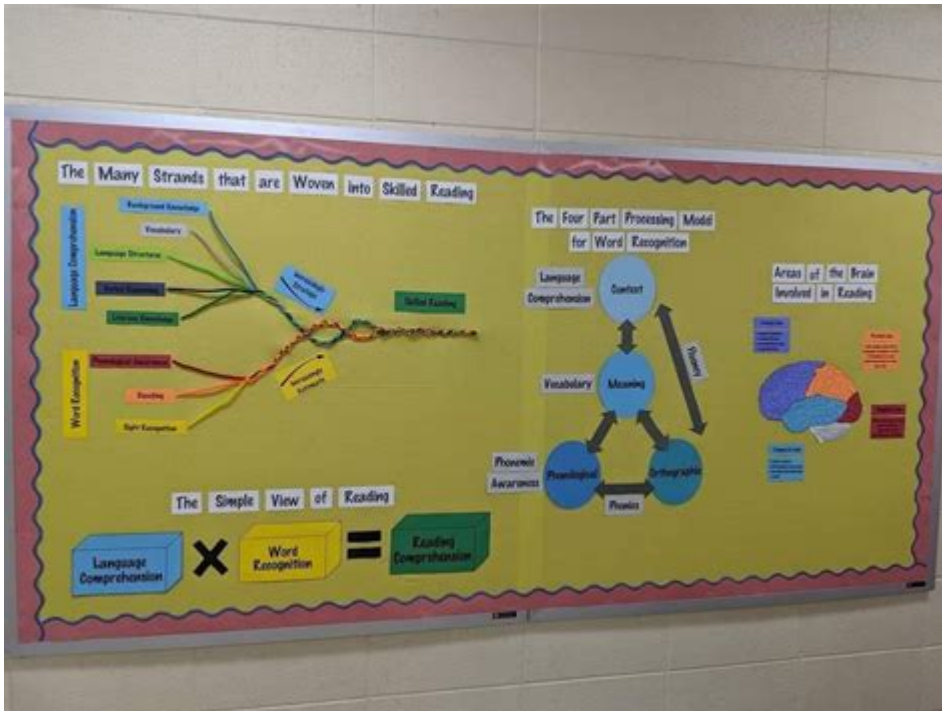 The Many Strands that are Woven into Skilled Reading
Language Comprehension
Background Knowledge
Vocabulary
Language Structures
Verbal Reasoning
Literacy Knowledge
Word Recognition
Phonological Awareness
Decoding
Sight Recognition
Increasingly
Strategic
Increasingly
Automatic
Skilled Reading
The Simple View of Reading
Language
Comprehension
X
Word
Recognition
=
Reading
Comprehension
The Four Part Processing Model
for Word Recognition
Language
Comprehension
Context
Fluency
Vocabulary
Meaning
Phonemic
Awareness
Phonological
Orthographic
Phonics
Areas of the Brain
Involved in Reading